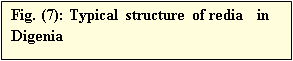 Fig. (7): Typical structure of redia in
Digenia